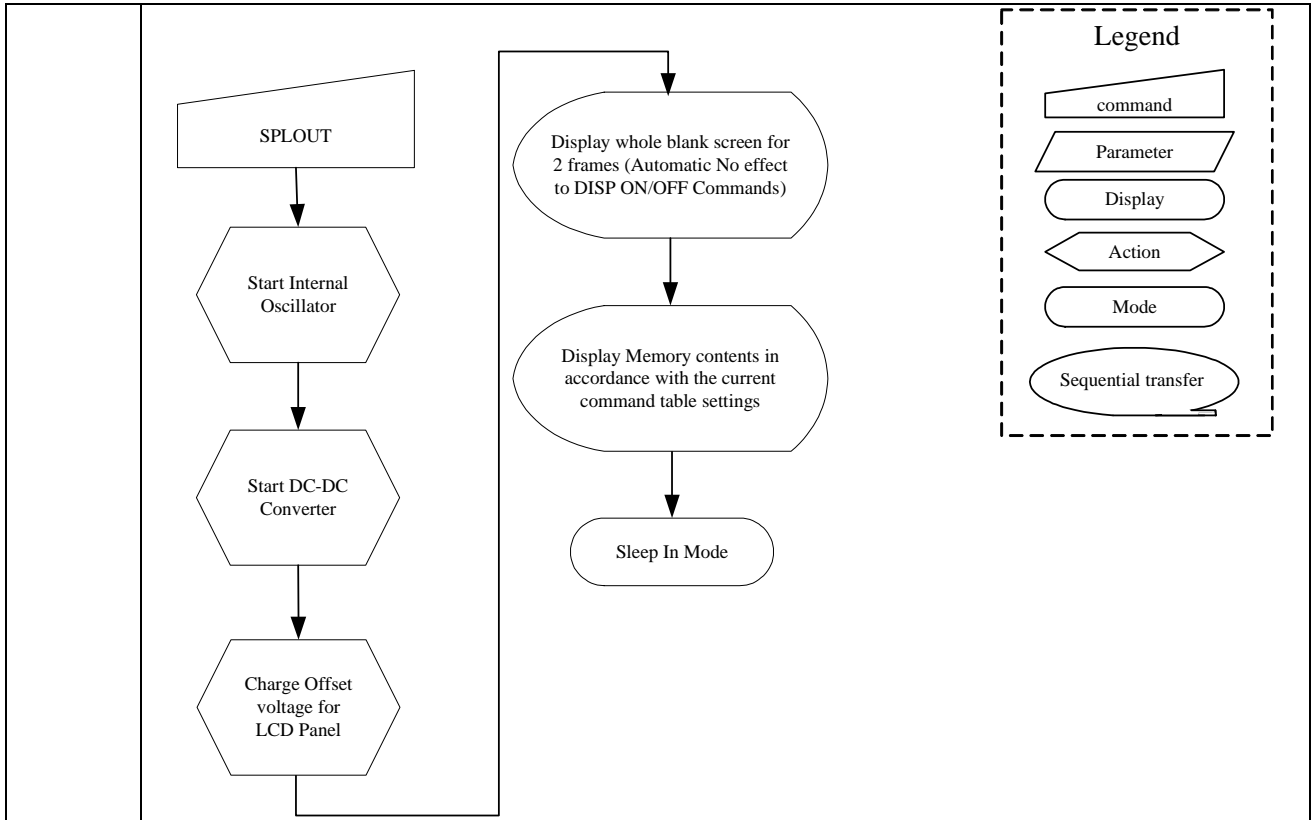 SPLOUT
Start Internal
Oscillator
Start DC-DC
Converter
Charge Offset
voltage for
LCD Panel
Display whole blank screen for
2 frames (Automatic No effect
to DISP ON/OFF Commands)
Display Memory contents in
accordance with the current
command table settings
Sleep In Mode
Legend
command
Parameter
Display
Action
Mode
Sequential transfer